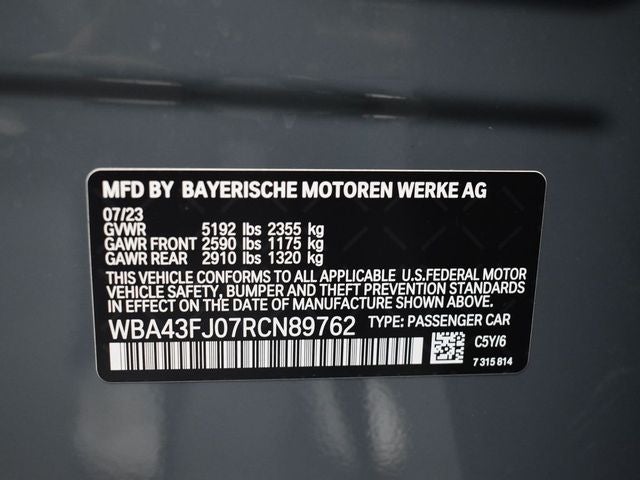 MFD BY BAYERISCHE MOTOREN WERKE AG
07/23
GVWR 5192 lbs 2355 kg
GAWR FRONT 2590 lbs 1175 kg
GAWR REAR 2910 lbs 1320 kg
THIS VEHICLE CONFORMS TO ALL APPLICABLE U.S.FEDERAL MOTOR
VEHICLE SAFETY, BUMPER AND THEFT PREVENTION STANDARDS
IN EFFECT ON THE DATE OF MANUFACTURE SHOWN ABOVE.
WBA43FJ07RCN89762 TYPE: PASSENGER CAR
C5Y/6
7 315 814